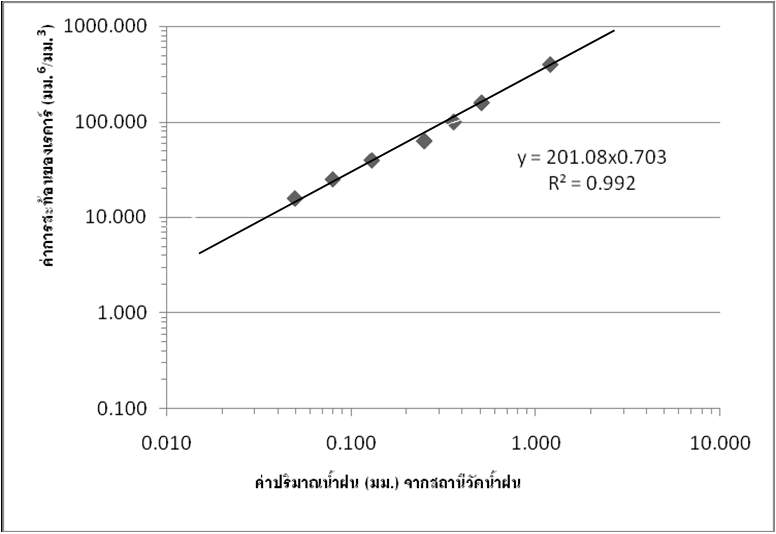 ค่าการสะท้อนของเรดาร์ (มม.⁶/มม.³)
1000.000
100.000
10.000
1.000
0.100
y = 201.08x0.703
R² = 0.992
0.010 0.100 1.000 10.000
ค่าปริมาณน้ำฝน (มม.) จากสถานีวัดน้ำฝน